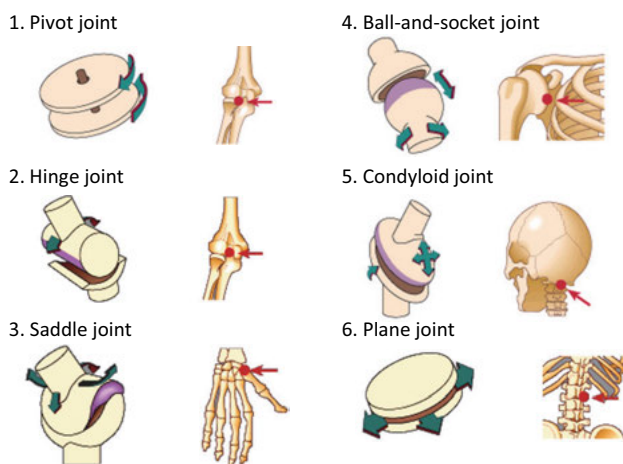 1. Pivot joint
2. Hinge joint
3. Saddle joint
4. Ball-and-socket joint
5. Condyloid joint
6. Plane joint